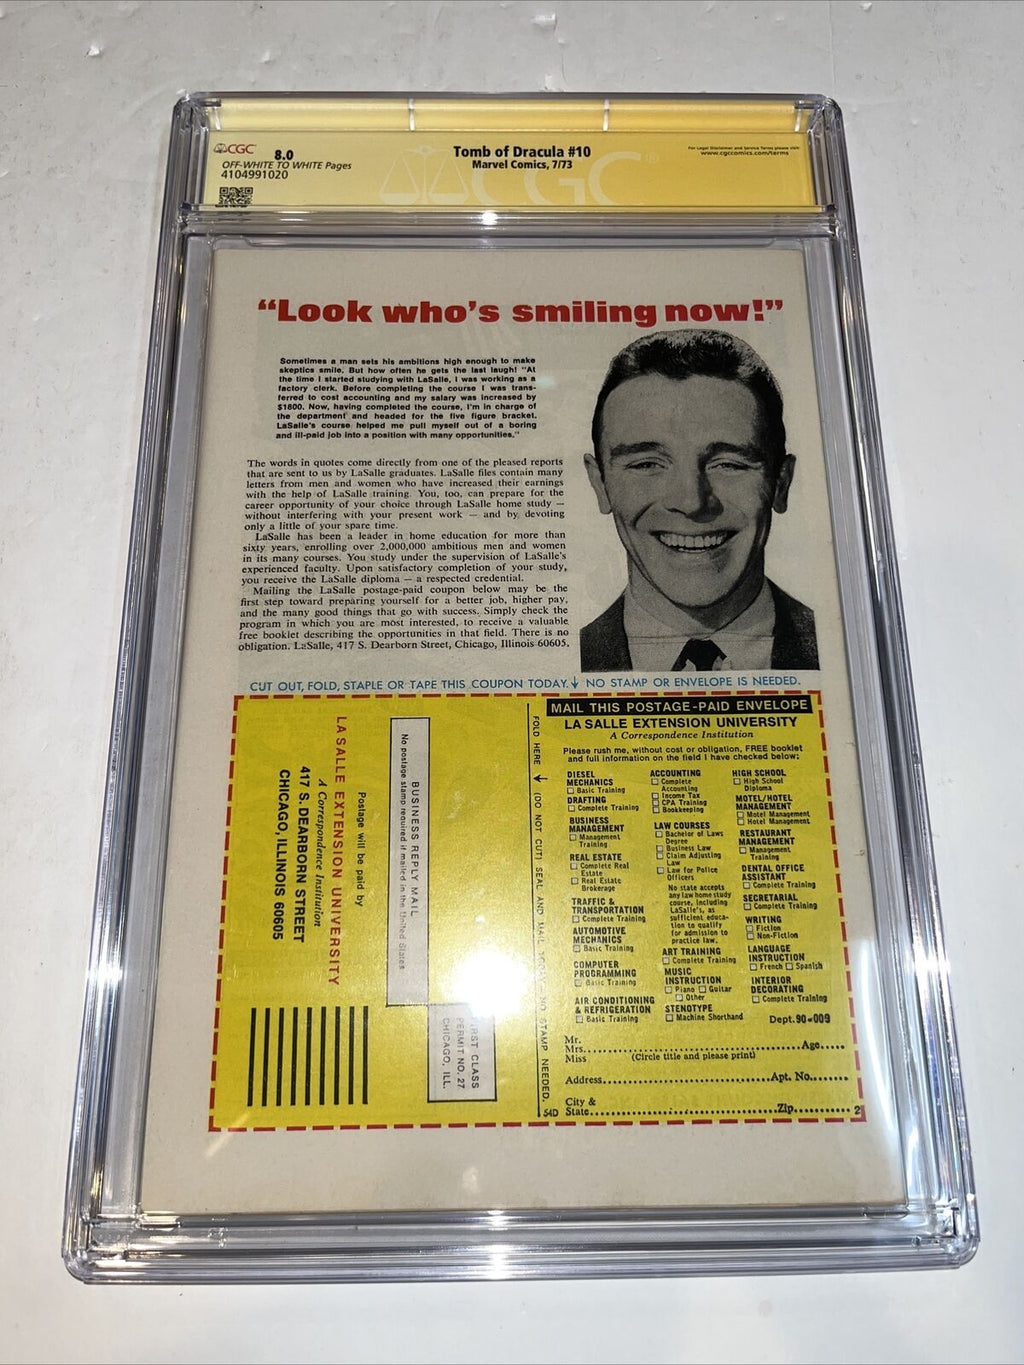 CGC 8.0
OFF-WHITE TO WHITE Pages
4104991020
Tomb of Dracula #10
Marvel Comics, 7/73
For Legal Disclaimer and Service Terms please visit:
www.cgccomics.com/terms
CGC
“Look who's smiling now!”
Sometimes a man sets his ambitions high enough to make
skeptics smile. But how often he gets the last laugh! "At
the time I started studying with LaSalle, I was working as a
factory clerk. Before completing the course I was trans-
ferred to cost accounting and my salary was increased by
$1800. Now, having completed the course, I'm in charge of
the department and headed for the five figure bracket.
LaSalle's course helped me pull myself out of a boring
and ill-paid job into a position with many opportunities."
The words in quotes come directly from one of the pleased reports
that are sent to us by LaSalle graduates. LaSalle files contain many
letters from men and women who have increased their earnings
with the help of LaSalle training. You, too, can prepare for the
career opportunity of your choice through LaSalle home study —
without interfering with your present work — and by devoting
only a little of your spare time.
LaSalle has been a leader in home education for more than
sixty years, enrolling over 2,000,000 ambitious men and women
in its many courses. You study under the supervision of LaSalle's
experienced faculty. Upon satisfactory completion of your study,
you receive the LaSalle diploma — a respected credential.
Mailing the LaSalle postage-paid coupon below may be the
first step toward preparing yourself for a better job, higher pay,
and the many good things that go with success. Simply check the
program in which you are most interested, to receive a valuable
free booklet describing the opportunities in that field. There is no
obligation. LaSalle, 417 S. Dearborn Street, Chicago, Illinois 60605.
CUT OUT, FOLD, STAPLE OR TAPE THIS COUPON TODAY.↓ NO STAMP OR ENVELOPE IS NEEDED.
BUSINESS REPLY MAIL
No postage stamp required if mailed in the United States
Postage will be paid by
LA SALLE EXTENSION UNIVERSITY
A Correspondence Institution
417 S. DEARBORN STREET
CHICAGO, ILLINOIS 60605
FIRST CLASS
PERMIT NO. 27
CHICAGO, ILL.
FOLD HERE ↓ (DO NOT CUT) SEAL AND MAIL TODAY—NO STAMP NEEDED.
54D
MAIL THIS POSTAGE-PAID ENVELOPE
LA SALLE EXTENSION UNIVERSITY
A Correspondence Institution
Please rush me, without cost or obligation, FREE booklet
and full information on the field I have checked below:
DIESEL
MECHANICS
☐ Basic Training
DRAFTING
☐ Complete Training
BUSINESS
MANAGEMENT
☐ Management
Training
REAL ESTATE
☐ Complete Real
Estate
☐ Real Estate
Brokerage
TRAFFIC &
TRANSPORTATION
☐ Complete Training
AUTOMOTIVE
MECHANICS
☐ Basic Training
COMPUTER
PROGRAMMING
☐ Basic Training
AIR CONDITIONING
& REFRIGERATION
☐ Basic Training
ACCOUNTING
☐ Complete
Accounting
☐ Income Tax
☐ CPA Training
☐ Bookkeeping
LAW COURSES
☐ Bachelor of Laws
Degree
☐ Business Law
☐ Claim Adjusting
Law
☐ Law for Police
Officers
No state accepts
any law home study
course, including
LaSalle's, as
sufficient educa-
tion to qualify
for admission to
practice law.
ART TRAINING
☐ Complete Training
MUSIC
INSTRUCTION
☐ Piano ☐ Guitar
☐ Other
STENOTYPE
☐ Machine Shorthand
HIGH SCHOOL
☐ High School
Diploma
MOTEL/HOTEL
MANAGEMENT
☐ Motel Management
☐ Hotel Management
RESTAURANT
MANAGEMENT
☐ Management
Training
DENTAL OFFICE
ASSISTANT
☐ Complete Training
SECRETARIAL
☐ Complete Training
WRITING
☐ Fiction
☐ Non-Fiction
LANGUAGE
INSTRUCTION
☐ French ☐ Spanish
INTERIOR
DECORATING
☐ Complete Training
Dept. 90-009
Mr.
Mrs. Age
Miss (Circle title and please print)
Address Apt. No.
City &
State Zip 2